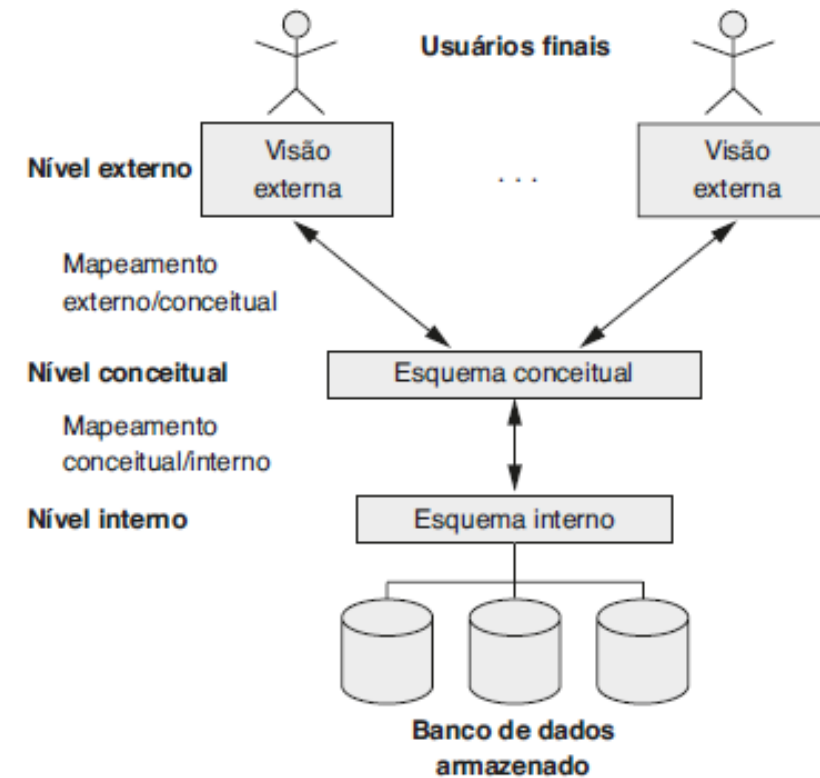 Usuários finais
Nível externo
Visão
externa
. . .
Visão
externa
Mapeamento
externo/conceitual
Nível conceitual
Esquema conceitual
Mapeamento
conceitual/interno
Nível interno
Esquema interno
Banco de dados
armazenado